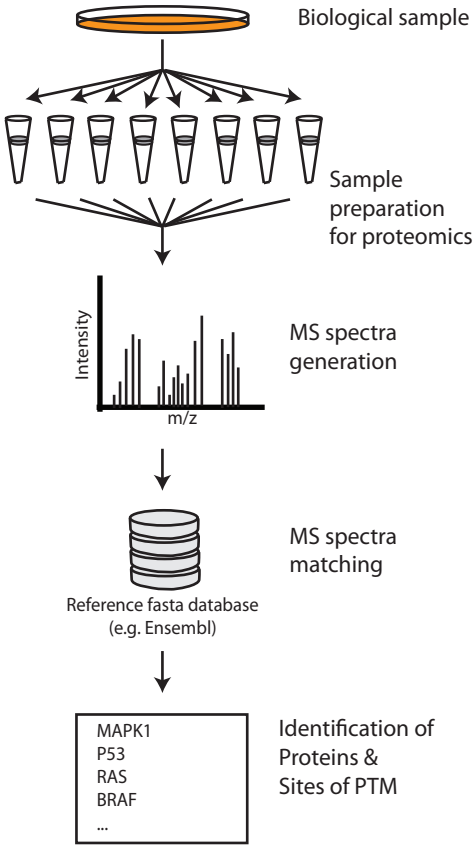 Biological sample
Sample
preparation
for proteomics
Intensity
m/z
MS spectra
generation
Reference fasta database
(e.g. Ensembl)
MS spectra
matching
MAPK1
P53
RAS
BRAF
...
Identification of
Proteins &
Sites of PTM